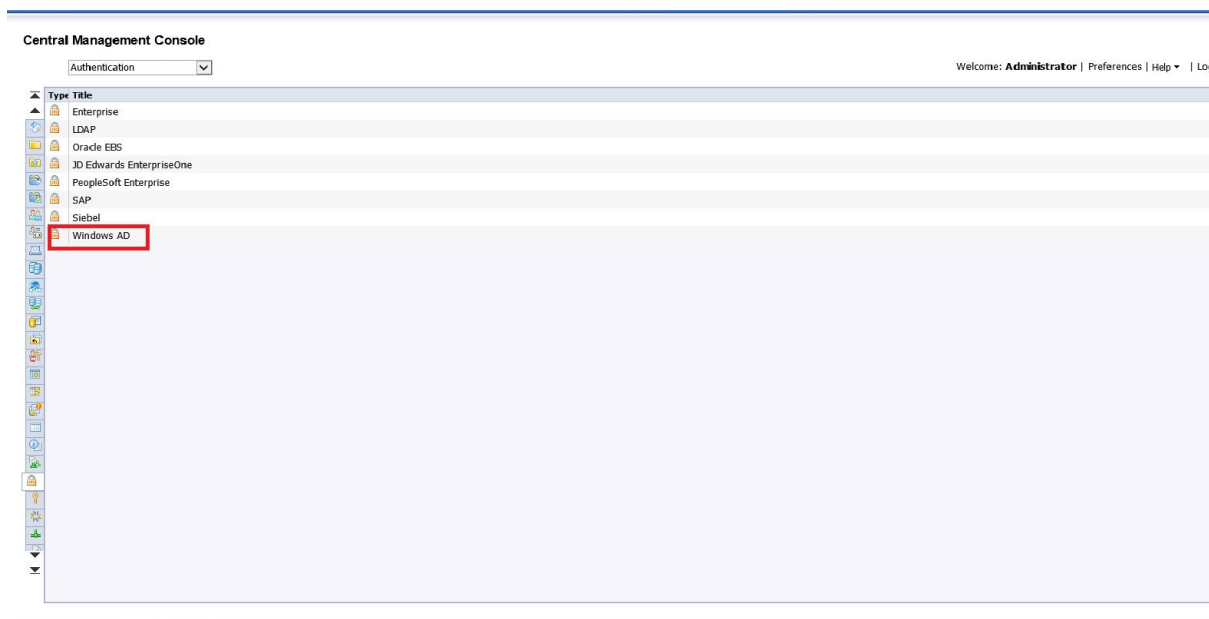 Central Management Console
Authentication
Welcome: Administrator | Preferences | Help | Lo
Type Title
Enterprise
LDAP
Oracle EBS
JD Edwards EnterpriseOne
PeopleSoft Enterprise
SAP
Siebel
Windows AD